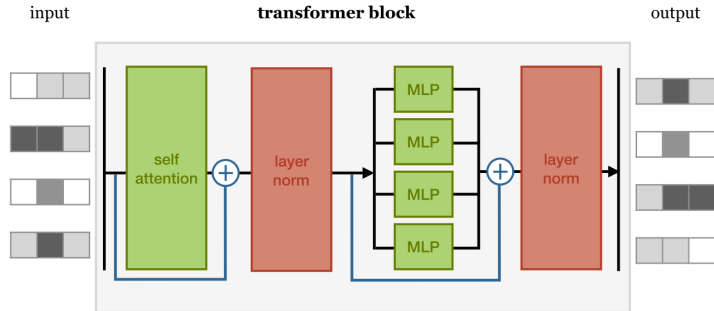 input
transformer block
output
self
attention
layer
norm
MLP
MLP
MLP
MLP
layer
norm